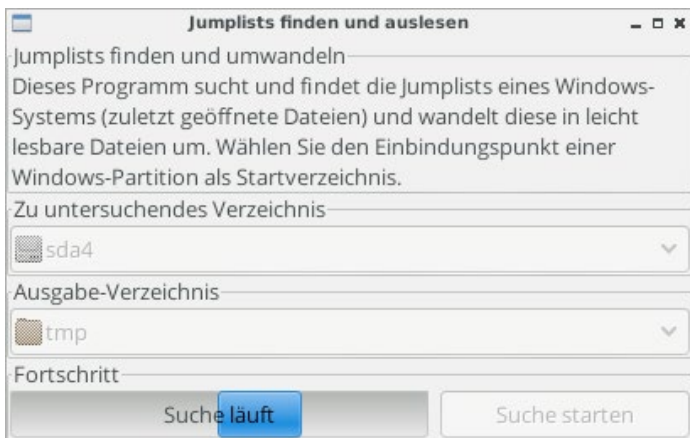 Jumplists finden und auslesen
Jumplists finden und umwandeln
Dieses Programm sucht und findet die Jumplists eines Windows-
Systems (zuletzt geöffnete Dateien) und wandelt diese in leicht
lesbare Dateien um. Wählen Sie den Einbindungspunkt einer
Windows-Partition als Startverzeichnis.
Zu untersuchendes Verzeichnis
sda4
Ausgabe-Verzeichnis
tmp
Fortschritt
Suche läuft Suche starten